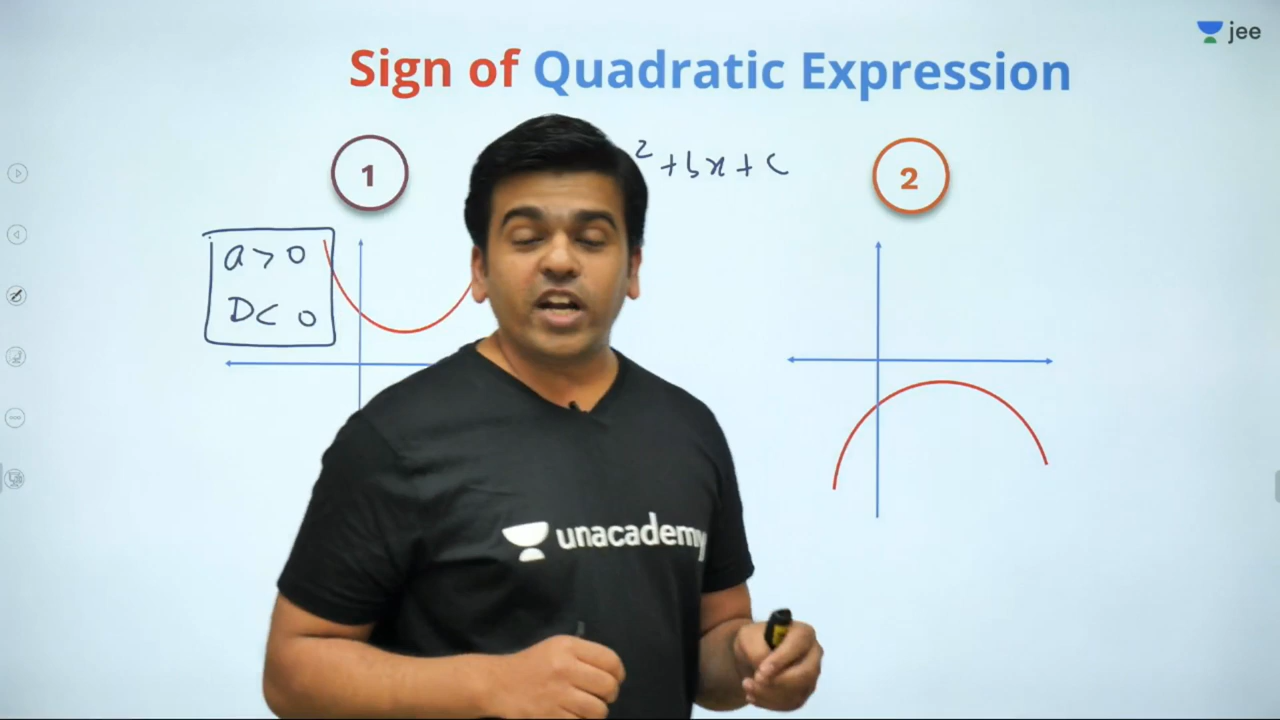 jee
Sign of Quadratic Expression
1
² + bx + c
2
a > 0
D < 0
unacademy